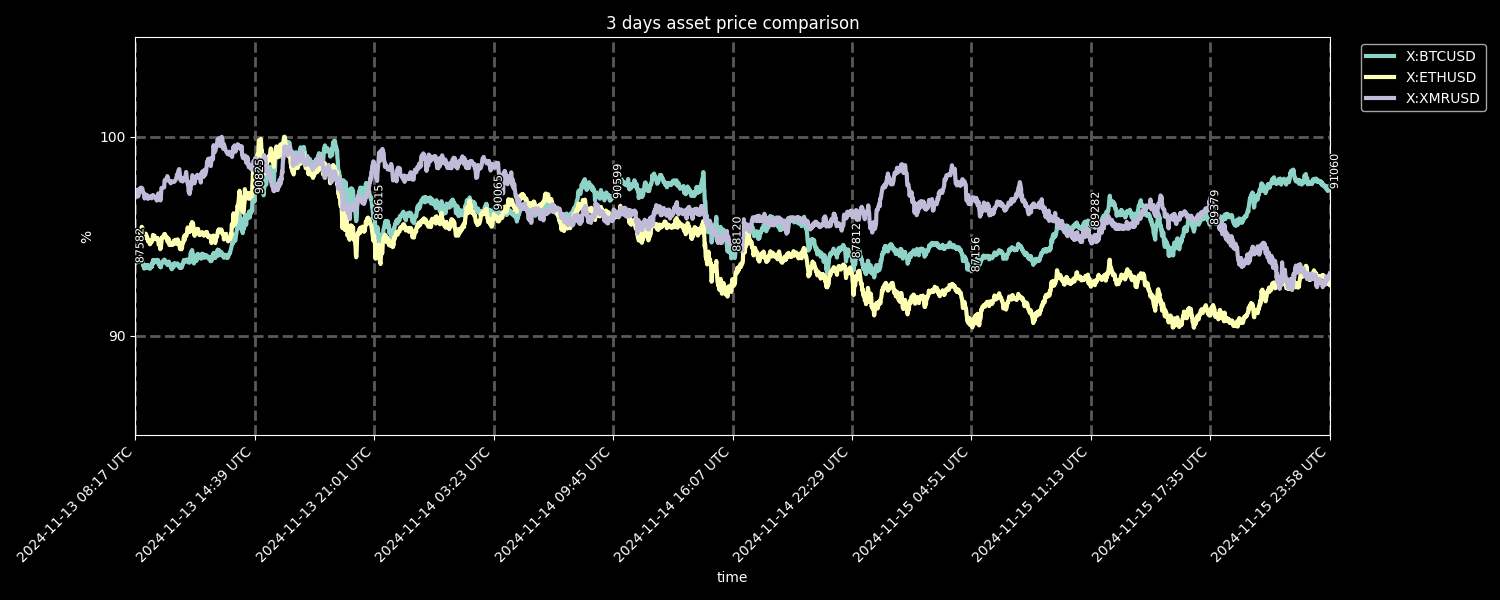 3 days asset price comparison
X:BTCUSD
X:ETHUSD
X:XMRUSD
100
90
%
87582
90825
89615
90065
90599
88120
87812
87156
89282
89379
91060
2024-11-13 08:17 UTC
2024-11-13 14:39 UTC
2024-11-13 21:01 UTC
2024-11-14 03:23 UTC
2024-11-14 09:45 UTC
2024-11-14 16:07 UTC
2024-11-14 22:29 UTC
2024-11-15 04:51 UTC
2024-11-15 11:13 UTC
2024-11-15 17:35 UTC
2024-11-15 23:58 UTC
time